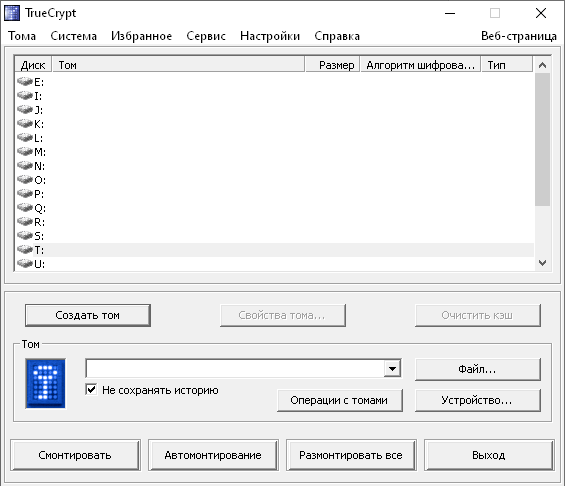 TrueCrypt
Тома Система Избранное Сервис Настройки Справка Веб-страница
Диск Том Размер Алгоритм шифрова... Тип
E:
I:
J:
K:
L:
M:
N:
O:
P:
Q:
R:
S:
T:
U:
Создать том Свойства тома... Очистить кэш
Том
Файл...
Не сохранять историю
Операции с томами Устройство...
Смонтировать Автомонтирование Размонтировать все Выход